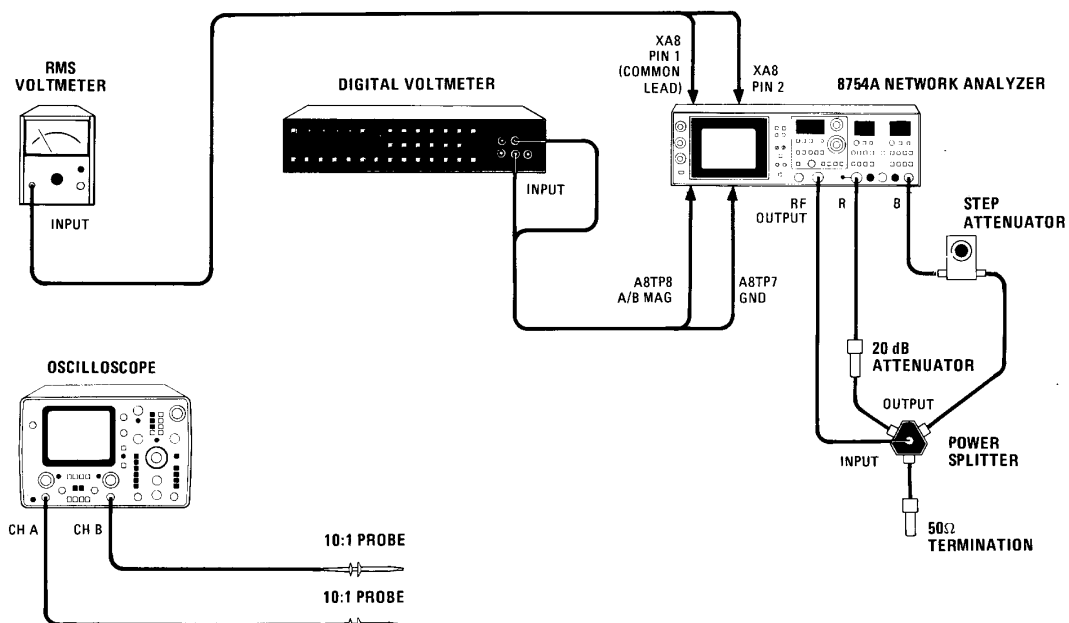 RMS
VOLTMETER
INPUT
DIGITAL VOLTMETER
INPUT
XA8
PIN 1
(COMMON
LEAD)
XA8
PIN 2
8754A NETWORK ANALYZER
RF
OUTPUT
R
B
STEP
ATTENUATOR
A8TP8
A/B MAG
A8TP7
GND
20 dB
ATTENUATOR
OUTPUT
INPUT
POWER
SPLITTER
50Ω
TERMINATION
OSCILLOSCOPE
CH A
CH B
10:1 PROBE
10:1 PROBE